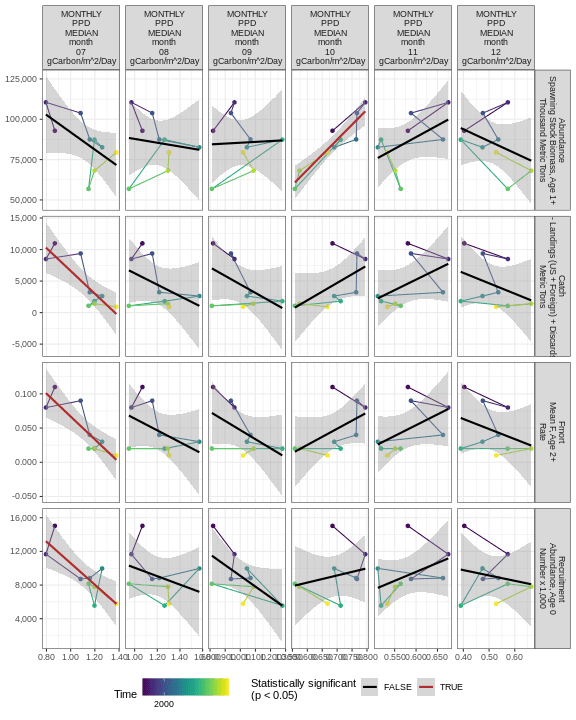 MONTHLY
PPD
MEDIAN
month
07
gCarbon/m^2/Day
MONTHLY
PPD
MEDIAN
month
08
gCarbon/m^2/Day
MONTHLY
PPD
MEDIAN
month
09
gCarbon/m^2/Day
MONTHLY
PPD
MEDIAN
month
10
gCarbon/m^2/Day
MONTHLY
PPD
MEDIAN
month
11
gCarbon/m^2/Day
MONTHLY
PPD
MEDIAN
month
12
gCarbon/m^2/Day
125,000
100,000
75,000
50,000
Abundance
Spawning Stock Biomass, Age 1+
Thousand Metric Tons
15,000
10,000
5,000
0
-5,000
Catch
- Landings (US + Foreign) + Discards
Metric Tons
0.100
0.050
0.000
-0.050
Fmort
Mean F, Age 2+
Rate
16,000
12,000
8,000
4,000
Recruitment
Abundance, Age 0
Number x 1,000
0.80 1.00 1.20 1.40
1.00 1.20 1.40
0.550 0.600 0.650
0.40 0.50 0.60
Time
2000
Statistically significant
(p < 0.05)
FALSE
TRUE